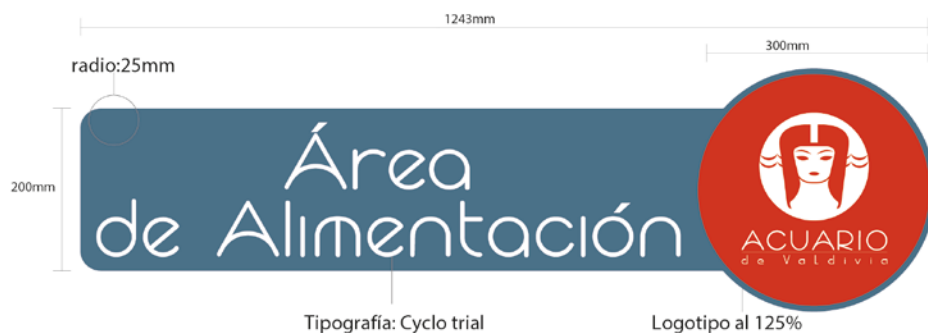 1243mm
300mm
radio:25mm
200mm
Área
de Alimentación
ACUARIO
de Valdivia
Tipografía: Cyclo trial
Logotipo al 125%